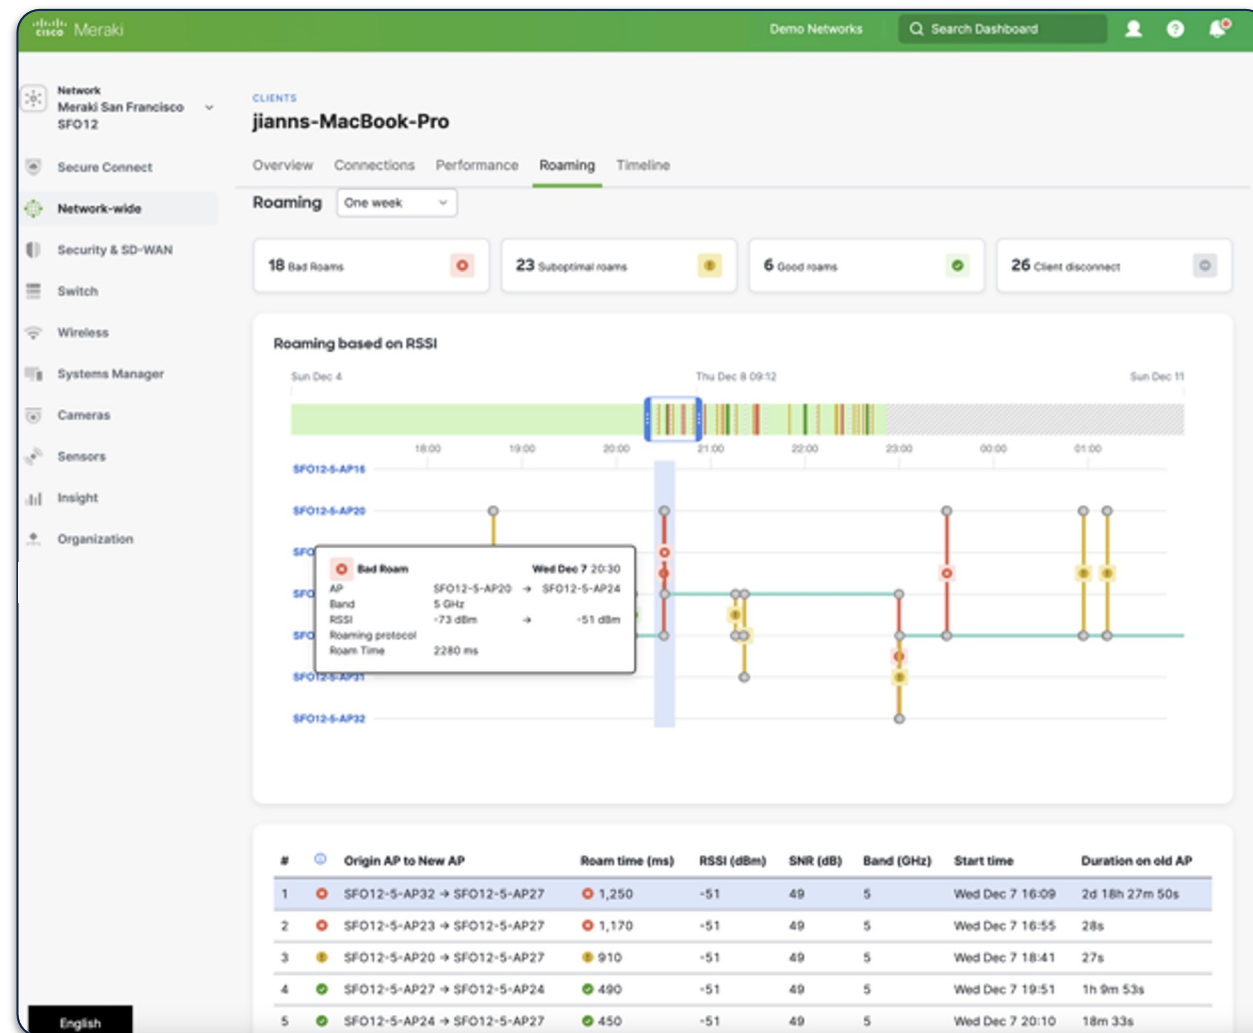 cisco Meraki
Demo Networks
Search Dashboard
Network
Meraki San Francisco
SFO12
Secure Connect
Network-wide
Security & SD-WAN
Switch
Wireless
Systems Manager
Cameras
Sensors
Insight
Organization
English
CLIENTS
jianns-MacBook-Pro
Overview Connections Performance Roaming Timeline
Roaming One week
18 Bad Roams
23 Suboptimal roams
6 Good roams
26 Client disconnect
Roaming based on RSSI
Sun Dec 4 Thu Dec 8 09:12 Sun Dec 11
18:00 19:00 20:00 21:00 22:00 23:00 00:00 01:00
SFO12-5-AP16
SFO12-5-AP20
SFO
SFO
SFO
SFO12-5-AP31
SFO12-5-AP32
Bad Roam Wed Dec 7 20:30
AP SFO12-5-AP20 → SFO12-5-AP24
Band 5 GHz
RSSI -73 dBm → -51 dBm
Roaming protocol
Roam Time 2280 ms
# Origin AP to New AP Roam time (ms) RSSI (dBm) SNR (dB) Band (GHz) Start time Duration on old AP
1 SFO12-5-AP32 → SFO12-5-AP27 1,250 -51 49 5 Wed Dec 7 16:09 2d 18h 27m 50s
2 SFO12-5-AP23 → SFO12-5-AP27 1,170 -51 49 5 Wed Dec 7 16:55 28s
3 SFO12-5-AP20 → SFO12-5-AP27 910 -51 49 5 Wed Dec 7 18:41 27s
4 SFO12-5-AP27 → SFO12-5-AP24 490 -51 49 5 Wed Dec 7 19:51 1h 9m 53s
5 SFO12-5-AP24 → SFO12-5-AP27 450 -51 49 5 Wed Dec 7 20:10 18m 33s